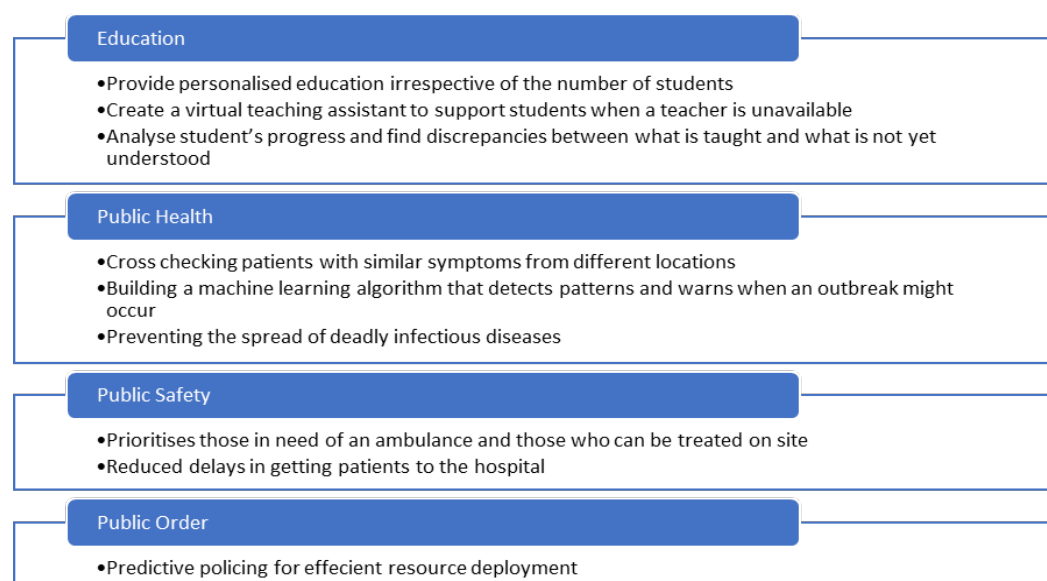 Education
•Provide personalised education irrespective of the number of students
•Create a virtual teaching assistant to support students when a teacher is unavailable
•Analyse student's progress and find discrepancies between what is taught and what is not yet
understood
Public Health
•Cross checking patients with similar symptoms from different locations
•Building a machine learning algorithm that detects patterns and warns when an outbreak might
occur
•Preventing the spread of deadly infectious diseases
Public Safety
•Prioritises those in need of an ambulance and those who can be treated on site
•Reduced delays in getting patients to the hospital
Public Order
•Predictive policing for effecient resource deployment